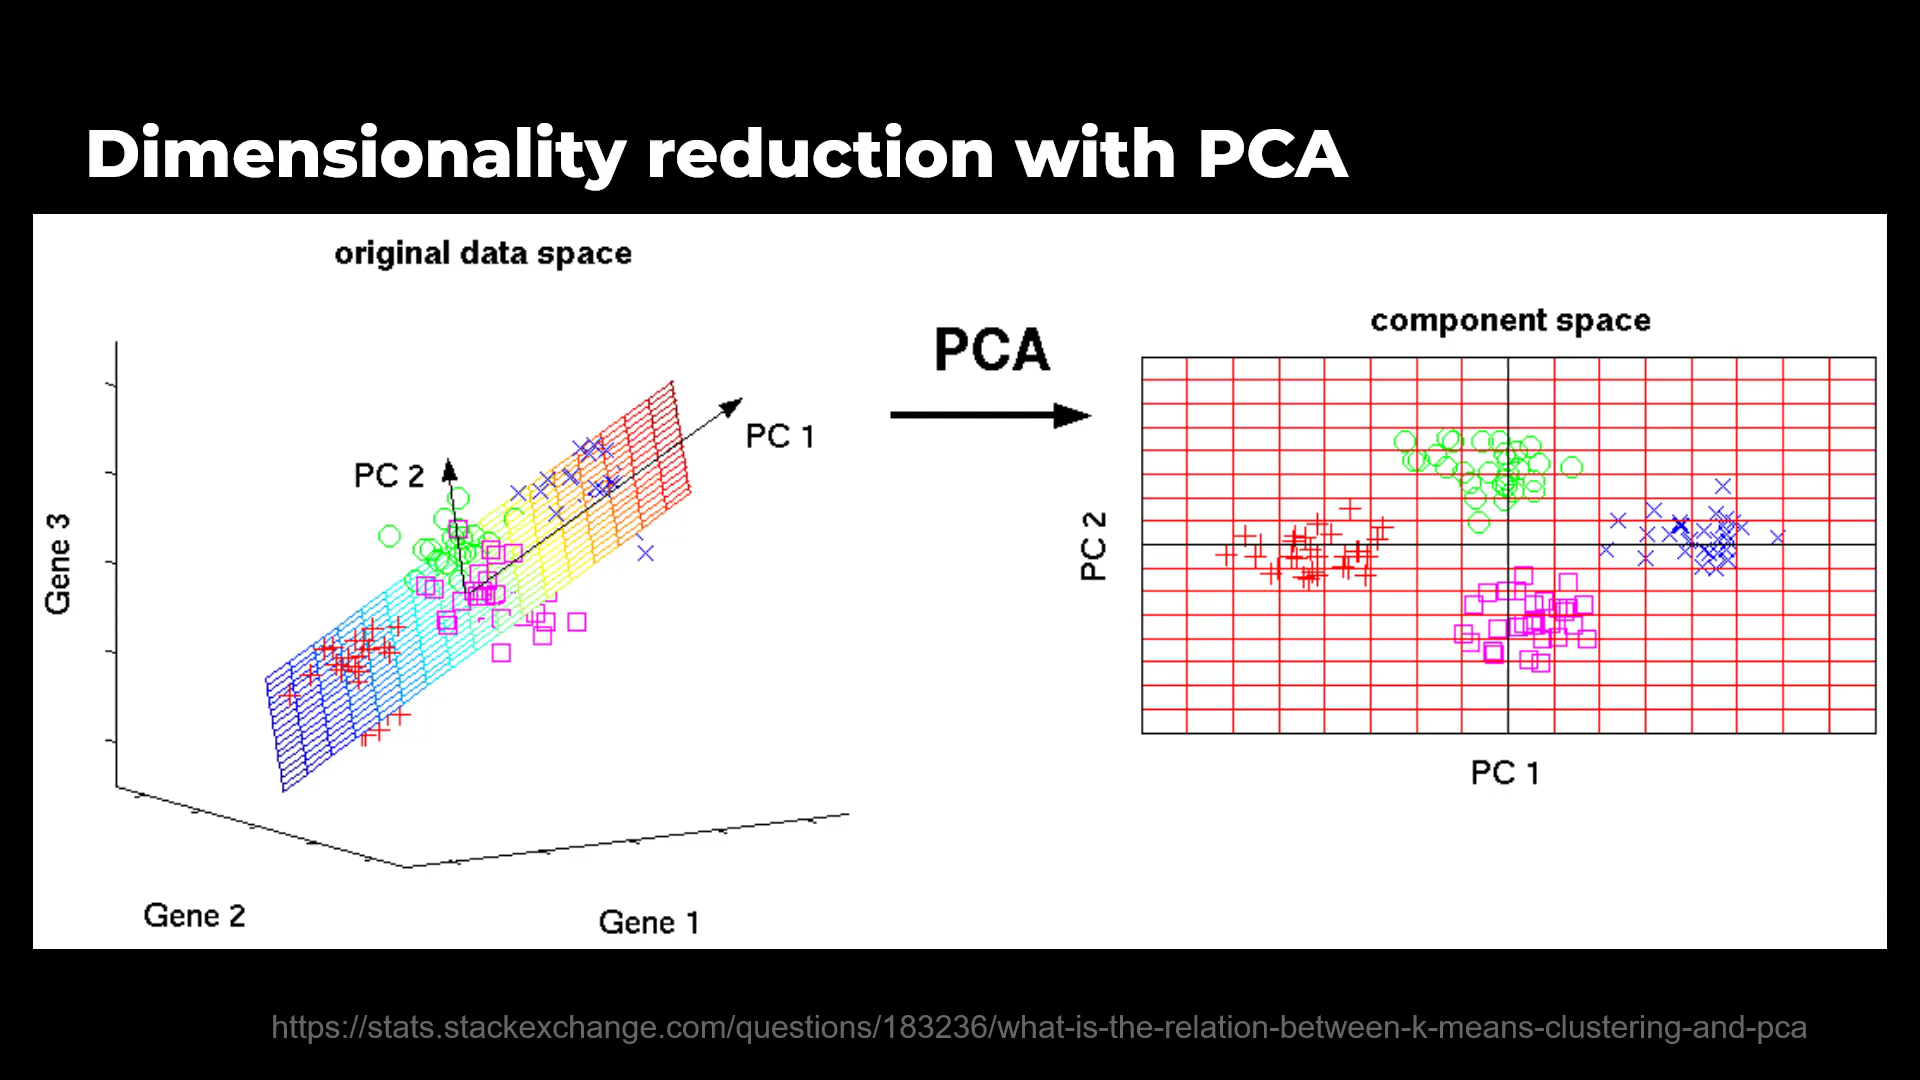 Dimensionality reduction with PCA
original data space
PC 1
PC 2
Gene 3
Gene 2
Gene 1
PCA
component space
PC 2
PC 1
https://stats.stackexchange.com/questions/183236/what-is-the-relation-between-k-means-clustering-and-pca